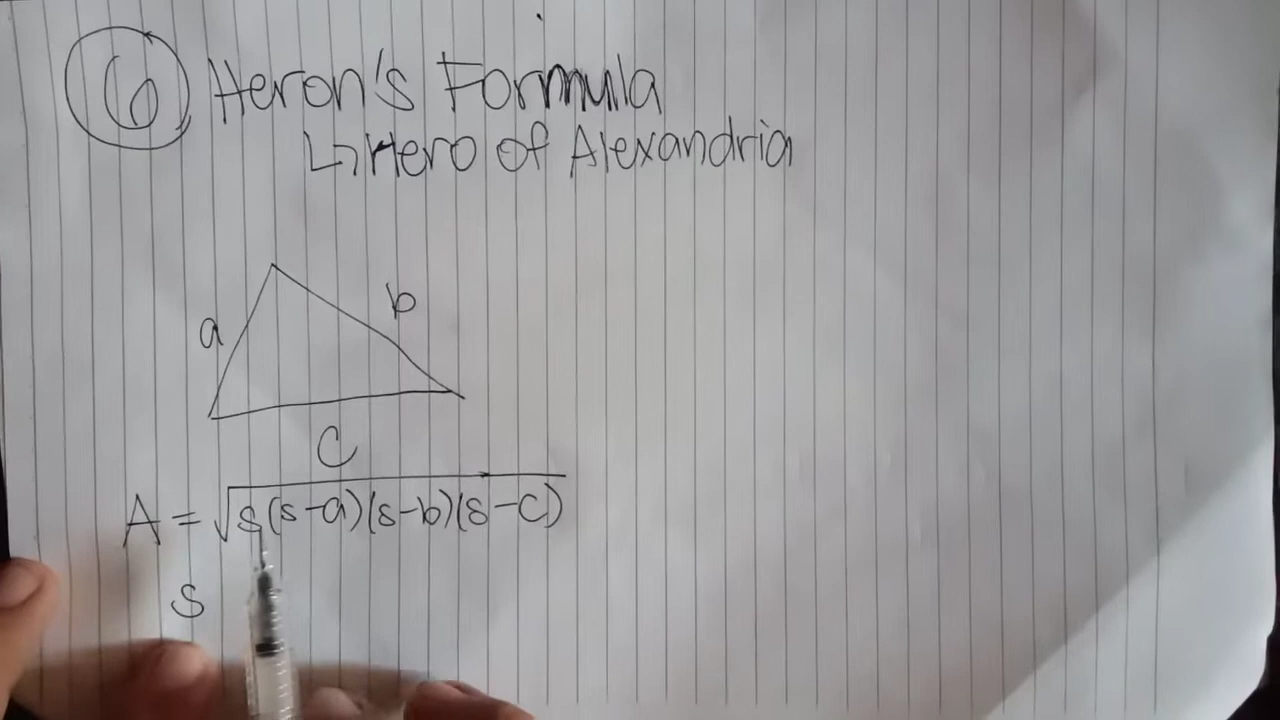 6 Heron's Formula
↳ Hero of Alexandria
a
b
C
A = √s(s-a)(s-b)(s-c)
s